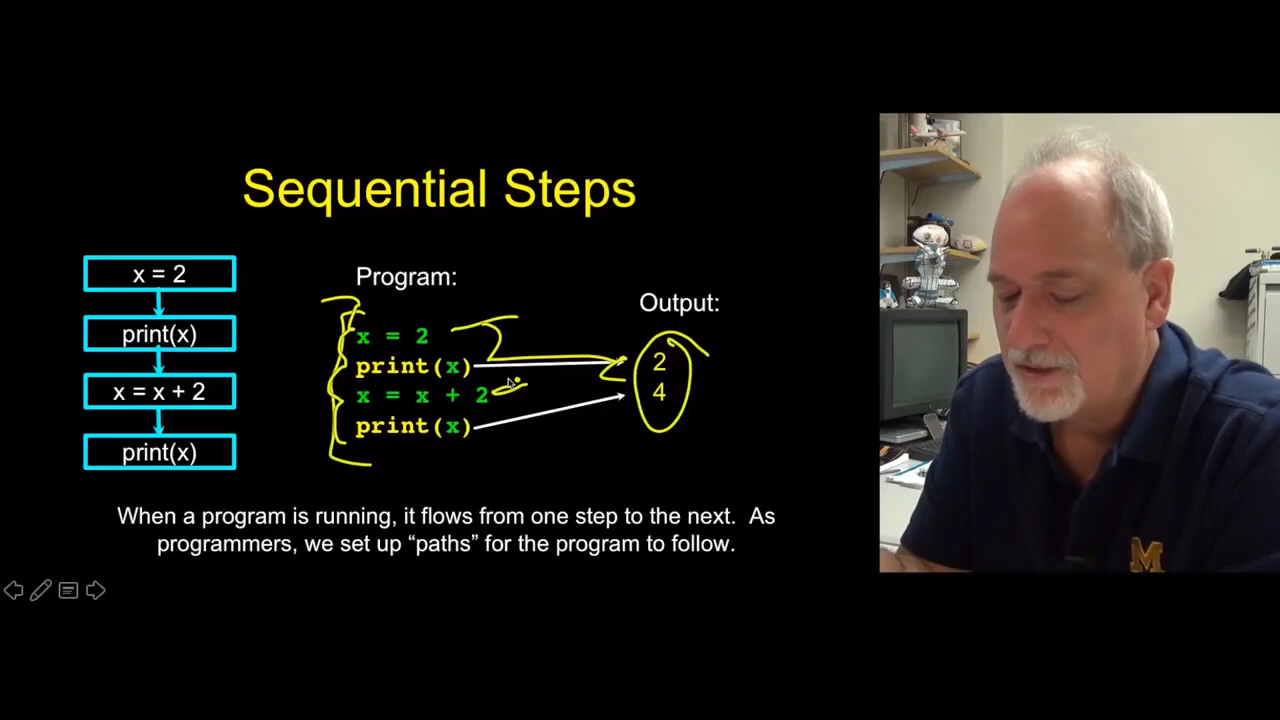 Sequential Steps
x = 2
print(x)
x = x + 2
print(x)
Program:
x = 2
print(x)
x = x + 2
print(x)
Output:
2
4
When a program is running, it flows from one step to the next. As
programmers, we set up “paths” for the program to follow.
M